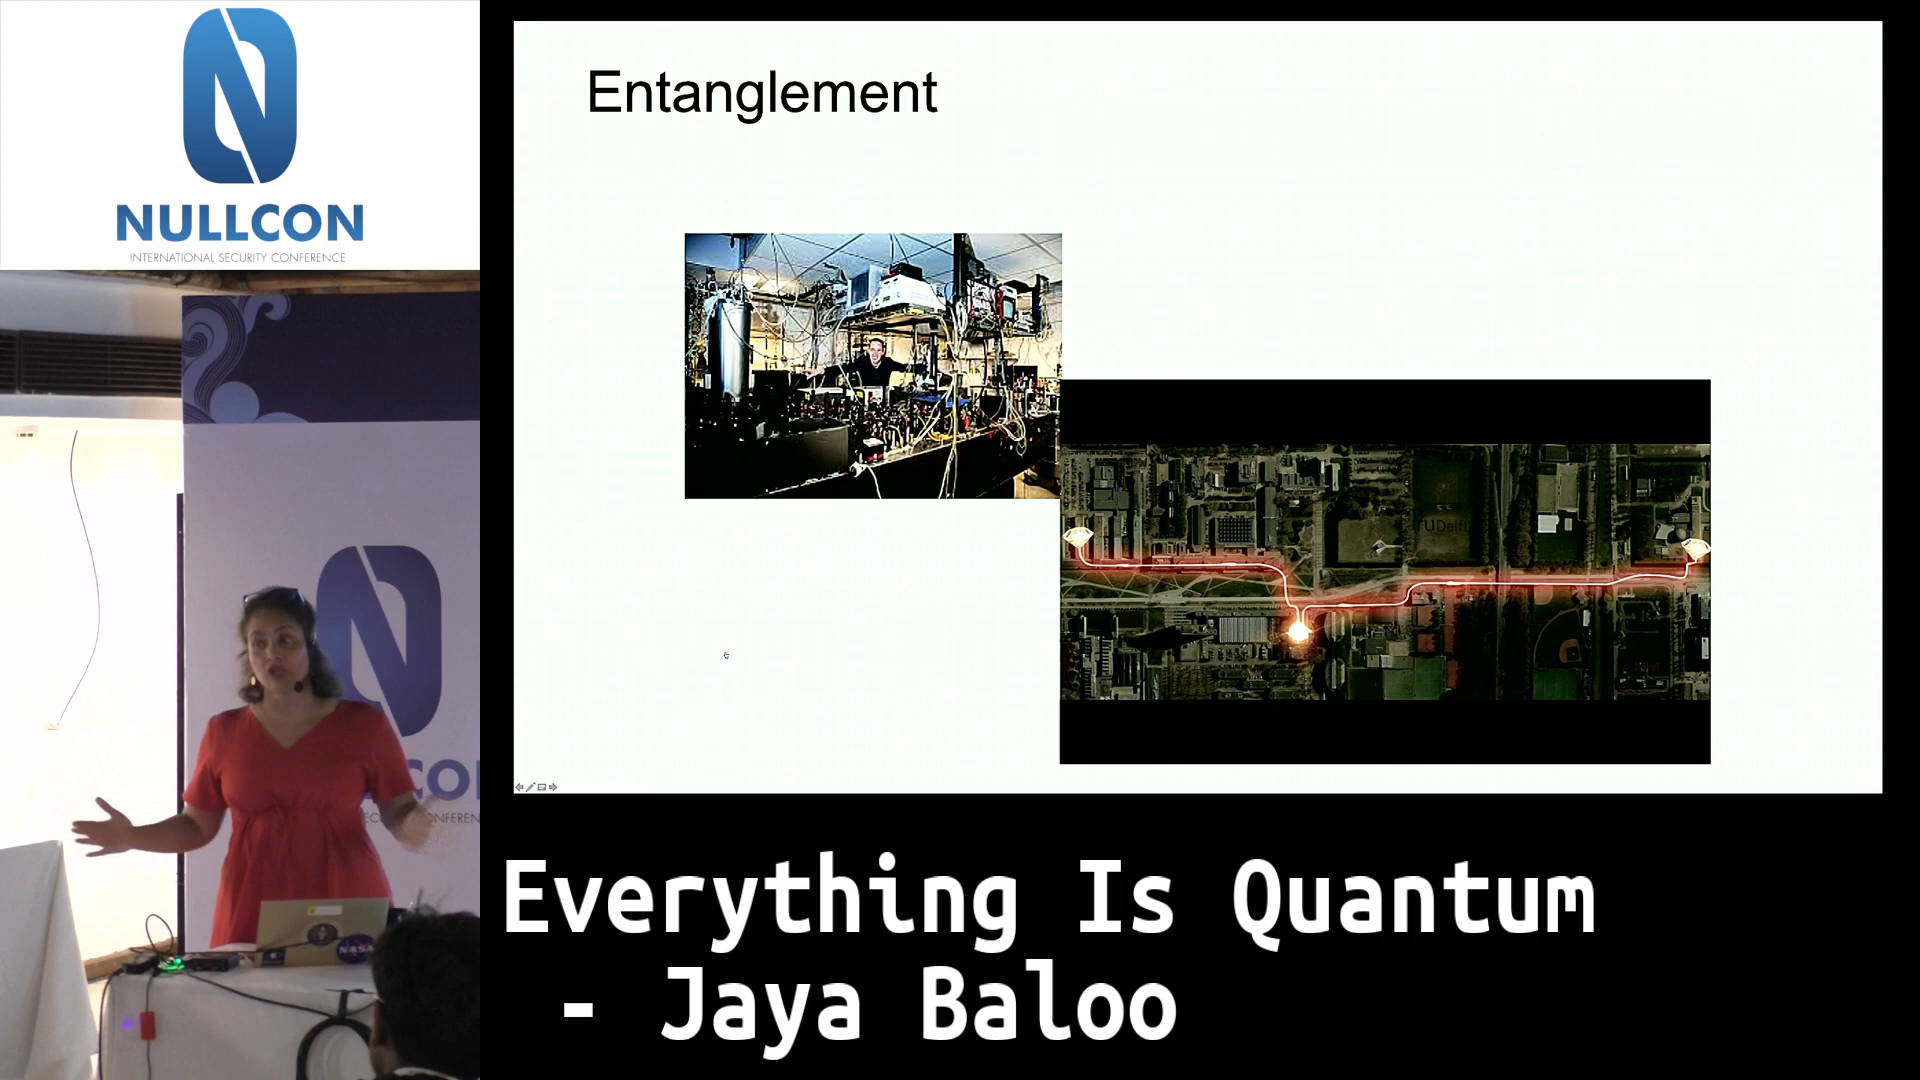 NULLCON
INTERNATIONAL SECURITY CONFERENCE
Entanglement
TUDelft
NASA
Everything Is Quantum
- Jaya Baloo